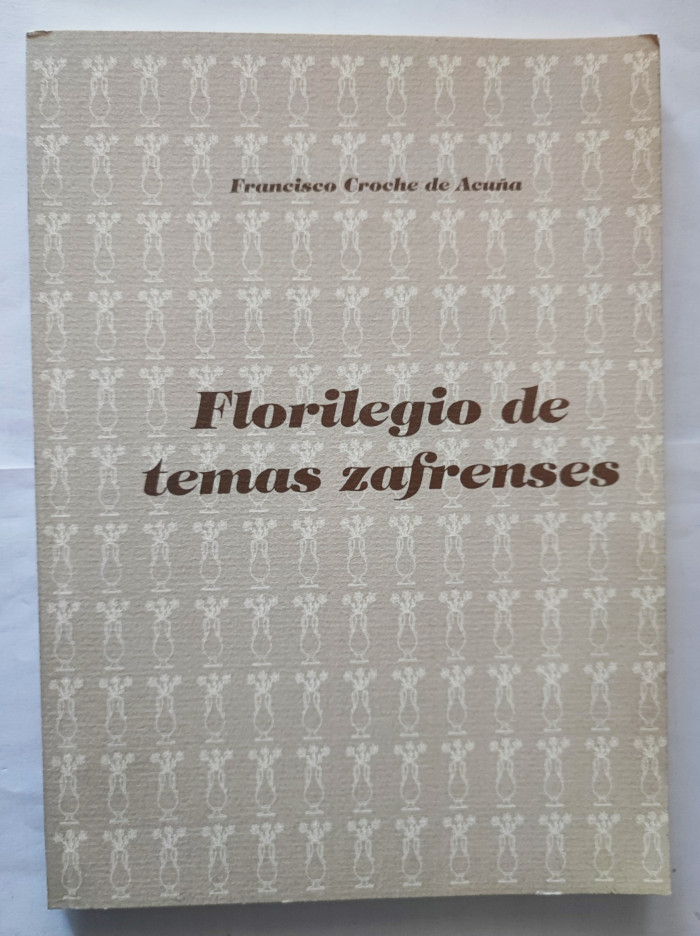 Francisco Croche de Acuña
Florilegio de
temas zafrenses